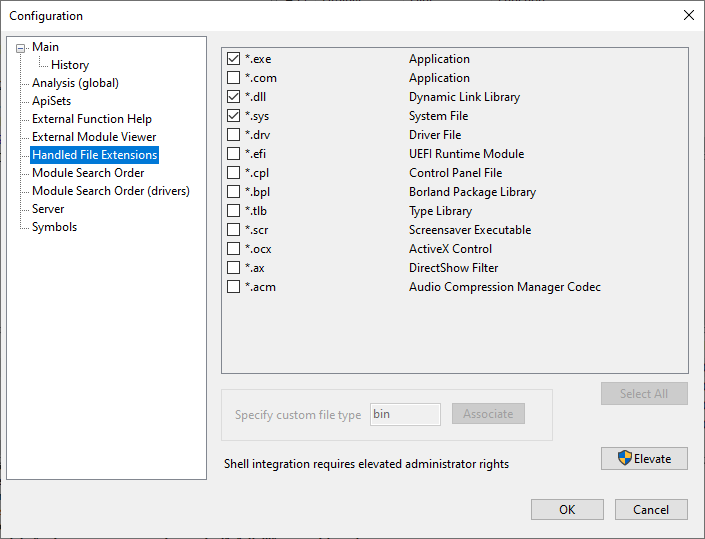 Configuration
Main
History
Analysis (global)
ApiSets
External Function Help
External Module Viewer
Handled File Extensions
Module Search Order
Module Search Order (drivers)
Server
Symbols
*.exe Application
*.com Application
*.dll Dynamic Link Library
*.sys System File
*.drv Driver File
*.efi UEFI Runtime Module
*.cpl Control Panel File
*.bpl Borland Package Library
*.tlb Type Library
*.scr Screensaver Executable
*.ocx ActiveX Control
*.ax DirectShow Filter
*.acm Audio Compression Manager Codec
Select All
Specify custom file type bin Associate
Shell integration requires elevated administrator rights Elevate
OK Cancel